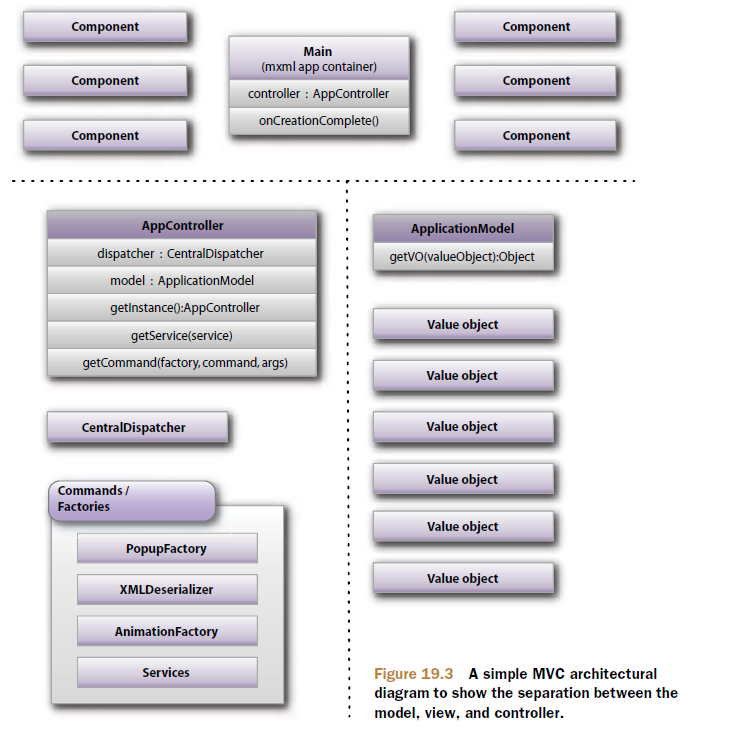 Component
Component
Component
Main
(mxml app container)
controller : AppController
onCreationComplete()
Component
Component
Component
AppController
dispatcher : CentralDispatcher
model : ApplicationModel
getInstance():AppController
getService(service)
getCommand(factory, command, args)
CentralDispatcher
Commands /
Factories
PopupFactory
XMLDeserializer
AnimationFactory
Services
ApplicationModel
getVO(valueObject):Object
Value object
Value object
Value object
Value object
Value object
Value object
Figure 19.3 A simple MVC architectural
diagram to show the separation between the
model, view, and controller.